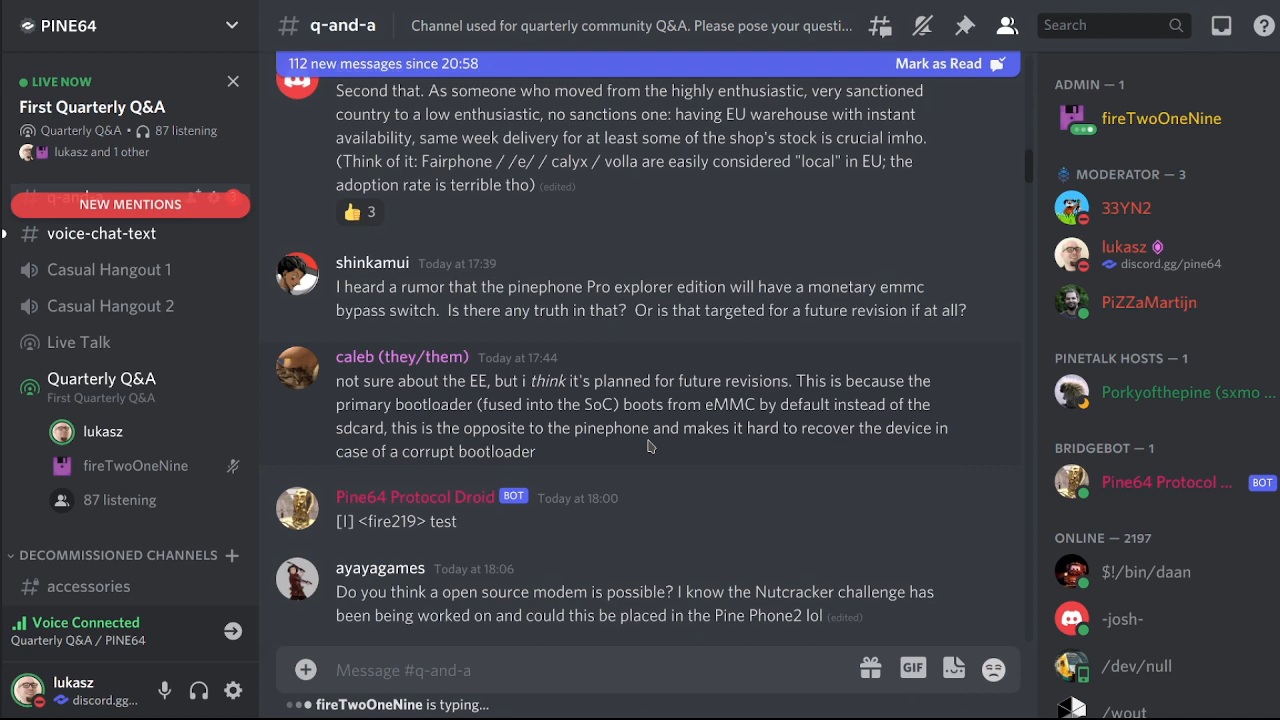 PINE64
LIVE NOW
First Quarterly Q&A
Quarterly Q&A • 87 listening
lukasz and 1 other
NEW MENTIONS
# voice-chat-text
Casual Hangout 1
Casual Hangout 2
Live Talk
Quarterly Q&A
First Quarterly Q&A
lukasz
fireTwoOneNine
87 listening
DECOMMISSIONED CHANNELS +
accessories
Voice Connected
Quarterly Q&A / PINE64
lukasz
discord.gg...
# q-and-a
Channel used for quarterly community Q&A. Please pose your questi...
Search
112 new messages since 20:58
Mark as Read
Second that. As someone who moved from the highly enthusiastic, very sanctioned
country to a low enthusiastic, no sanctions one: having EU warehouse with instant
availability, same week delivery for at least some of the shop's stock is crucial imho.
(Think of it: Fairphone / /e/ / calyx / volla are easily considered "local" in EU; the
adoption rate is terrible tho) (edited)
3
shinkamui Today at 17:39
I heard a rumor that the pinephone Pro explorer edition will have a monetary emmc
bypass switch. Is there any truth in that? Or is that targeted for a future revision if at all?
caleb (they/them) Today at 17:44
not sure about the EE, but i think it's planned for future revisions. This is because the
primary bootloader (fused into the SoC) boots from eMMC by default instead of the
sdcard, this is the opposite to the pinephone and makes it hard to recover the device in
case of a corrupt bootloader
Pine64 Protocol Droid BOT Today at 18:00
[I] <fire219> test
ayayagames Today at 18:06
Do you think a open source modem is possible? I know the Nutcracker challenge has
been being worked on and could this be placed in the Pine Phone2 lol (edited)
Message #q-and-a
GIF
fireTwoOneNine is typing...
ADMIN — 1
fireTwoOneNine
MODERATOR — 3
33YN2
lukasz
discord.gg/pine64
PiZZaMartijn
PINETALK HOSTS — 1
Porkyofthepine (sxmo ...
BRIDGEBOT — 1
Pine64 Protocol ... BOT
ONLINE — 2197
$!/bin/daan
-josh-
/dev/null
/wout